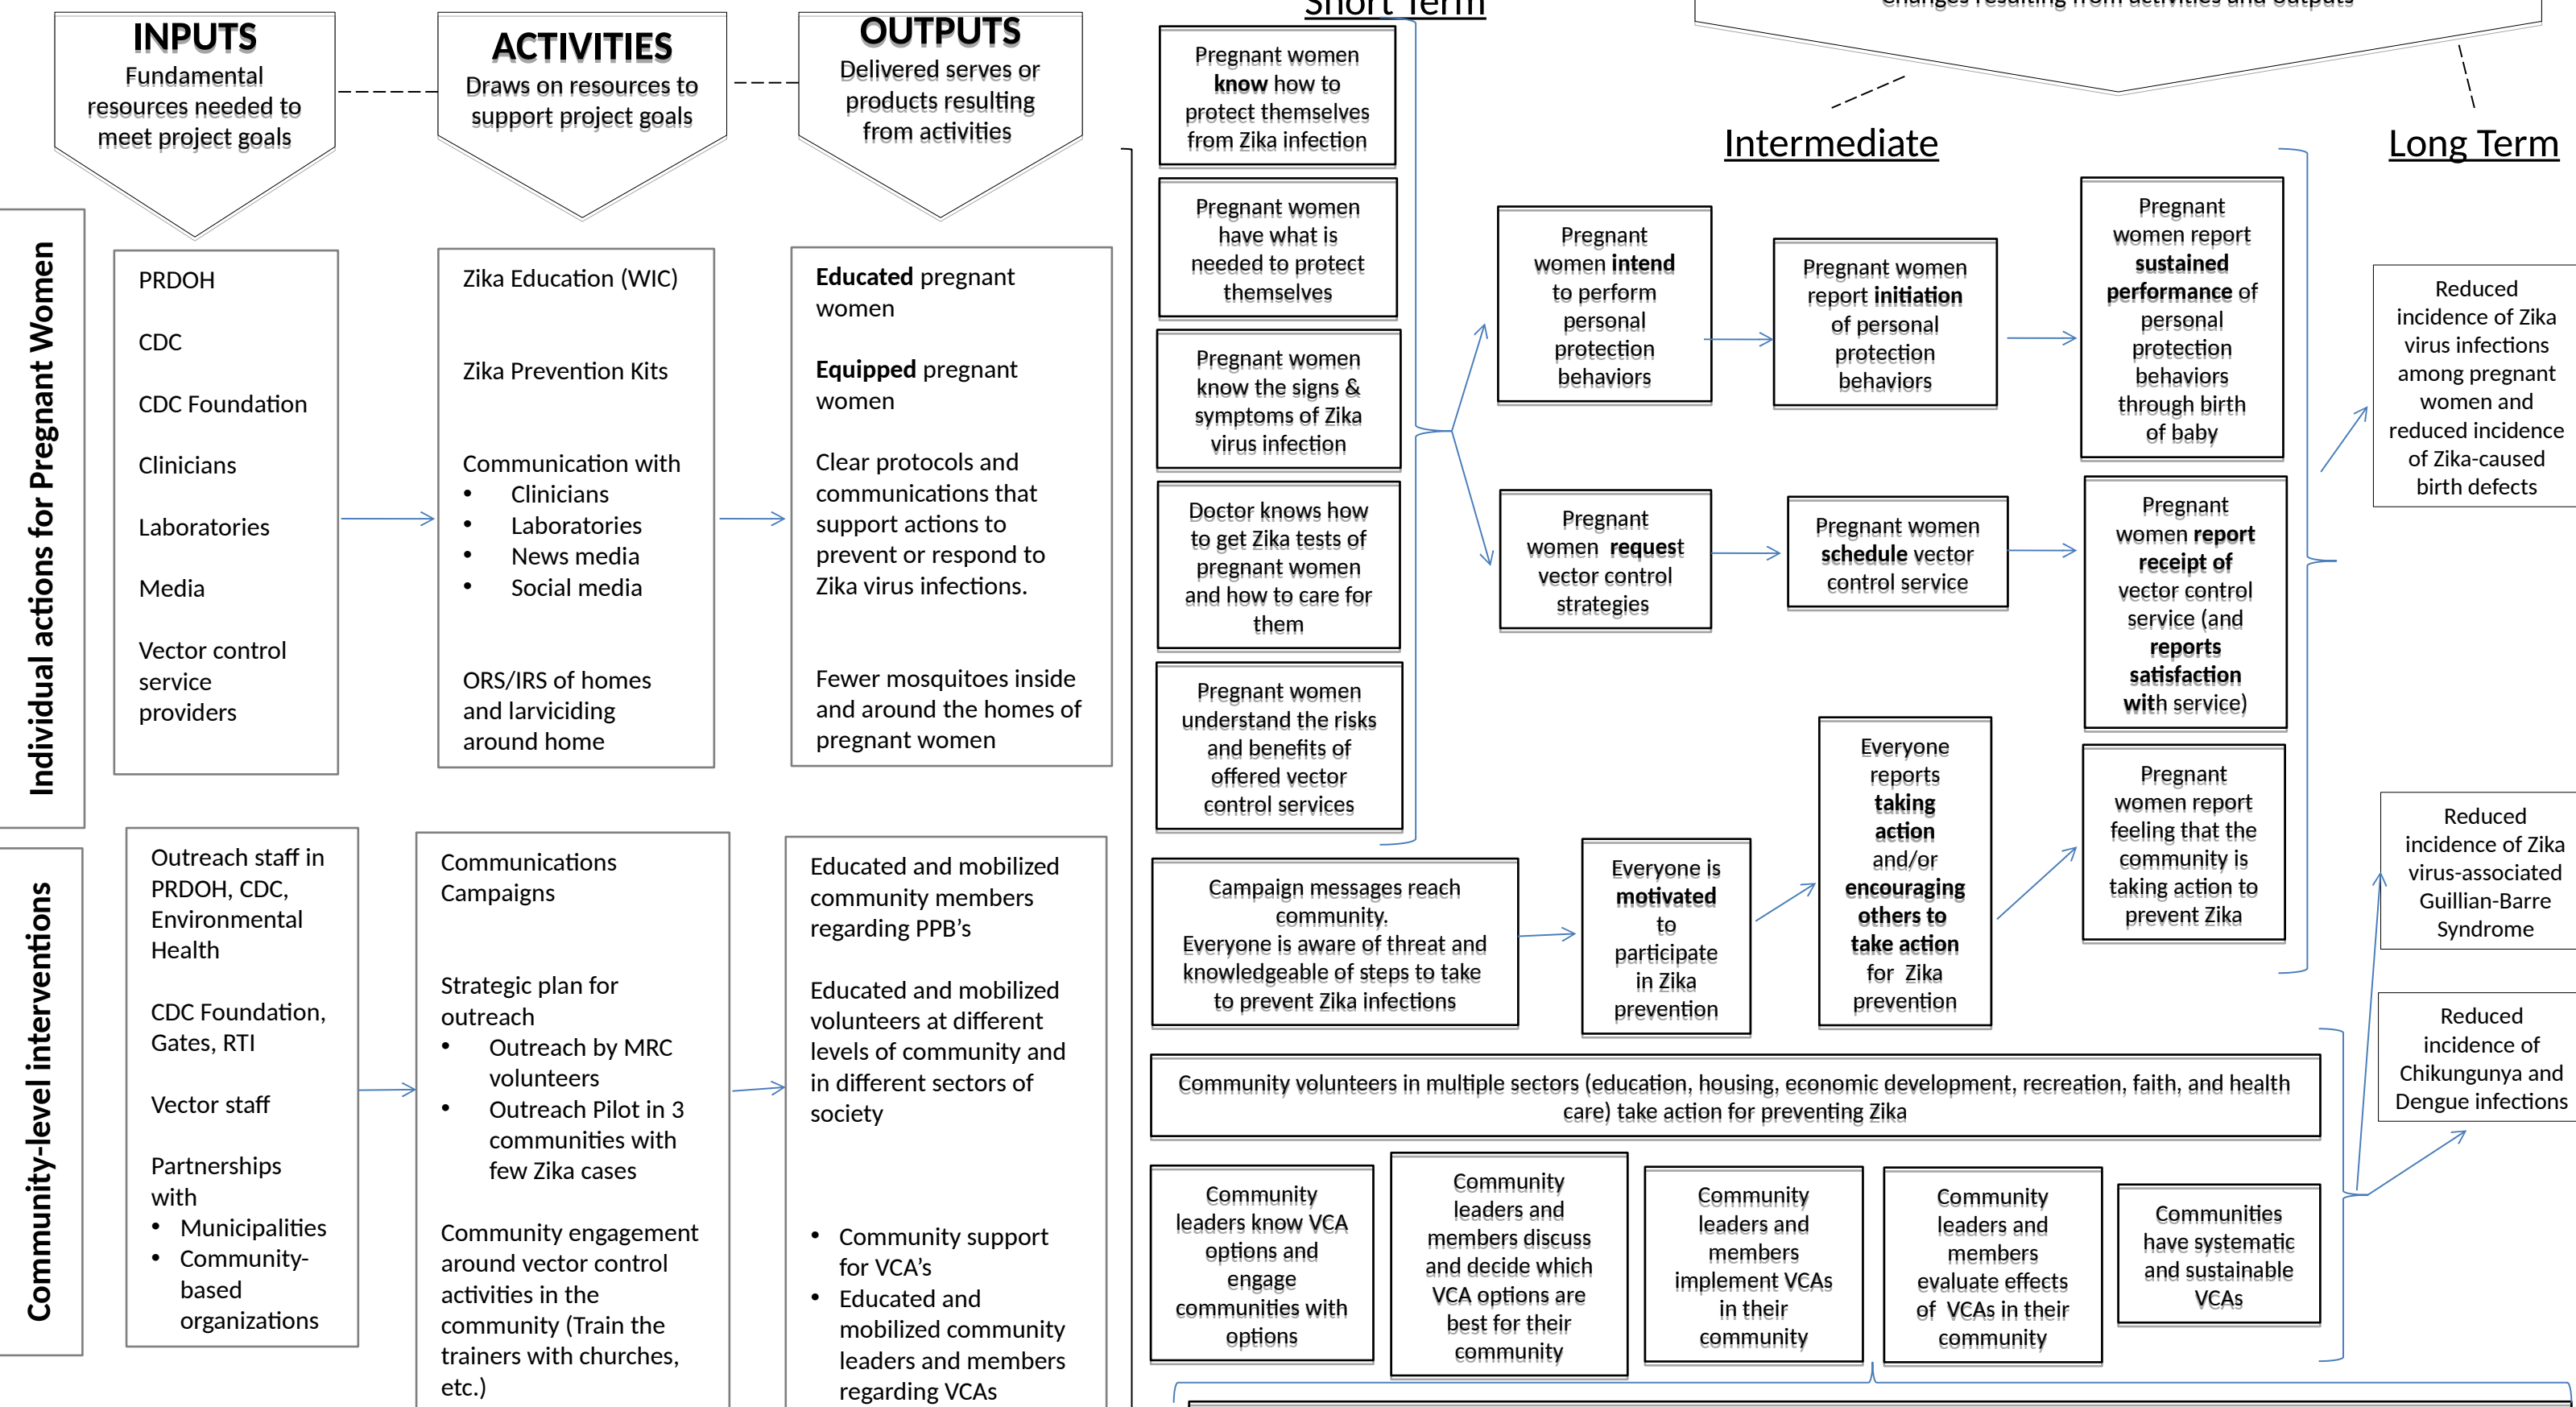 Short Term
Changes resulting from activities and outputs
INPUTS
Fundamental
resources needed to
meet project goals
ACTIVITIES
Draws on resources to
support project goals
OUTPUTS
Delivered serves or
products resulting
from activities
Intermediate
Long Term
Individual actions for Pregnant Women
PRDOH
CDC
CDC Foundation
Clinicians
Laboratories
Media
Vector control
service
providers
Zika Education (WIC)
Zika Prevention Kits
Communication with
• Clinicians
• Laboratories
• News media
• Social media
ORS/IRS of homes
and larviciding
around home
Educated pregnant
women
Equipped pregnant
women
Clear protocols and
communications that
support actions to
prevent or respond to
Zika virus infections.
Fewer mosquitoes inside
and around the homes of
pregnant women
Pregnant women
know how to
protect themselves
from Zika infection
Pregnant women
have what is
needed to protect
themselves
Pregnant women
know the signs &
symptoms of Zika
virus infection
Doctor knows how
to get Zika tests of
pregnant women
and how to care for
them
Pregnant women
understand the risks
and benefits of
offered vector
control services
Pregnant
women intend
to perform
personal
protection
behaviors
Pregnant women
report initiation
of personal
protection
behaviors
Pregnant
women report
sustained
performance of
personal
protection
behaviors
through birth
of baby
Pregnant
women request
vector control
strategies
Pregnant women
schedule vector
control service
Pregnant
women report
receipt of
vector control
service (and
reports
satisfaction
with service)
Reduced
incidence of Zika
virus infections
among pregnant
women and
reduced incidence
of Zika-caused
birth defects
Community-level interventions
Outreach staff in
PRDOH, CDC,
Environmental
Health
CDC Foundation,
Gates, RTI
Vector staff
Partnerships
with
• Municipalities
• Community-
based
organizations
Communications
Campaigns
Strategic plan for
outreach
• Outreach by MRC
volunteers
• Outreach Pilot in 3
communities with
few Zika cases
Community engagement
around vector control
activities in the
community (Train the
trainers with churches,
etc.)
Educated and mobilized
community members
regarding PPB’s
Educated and mobilized
volunteers at different
levels of community and
in different sectors of
society
• Community support
for VCA’s
• Educated and
mobilized community
leaders and members
regarding VCAs
Campaign messages reach
community.
Everyone is aware of threat and
knowledgeable of steps to take
to prevent Zika infections
Everyone is
motivated
to
participate
in Zika
prevention
Everyone
reports
taking
action
and/or
encouraging
others to
take action
for Zika
prevention
Pregnant
women report
feeling that the
community is
taking action to
prevent Zika
Reduced
incidence of Zika
virus-associated
Guillian-Barre
Syndrome
Reduced
incidence of
Chikungunya and
Dengue infections
Community volunteers in multiple sectors (education, housing, economic development, recreation, faith, and health
care) take action for preventing Zika
Community
leaders know VCA
options and
engage
communities with
options
Community
leaders and
members discuss
and decide which
VCA options are
best for their
community
Community
leaders and
members
implement VCAs
in their
community
Community
leaders and
members
evaluate effects
of VCAs in their
community
Communities
have systematic
and sustainable
VCAs